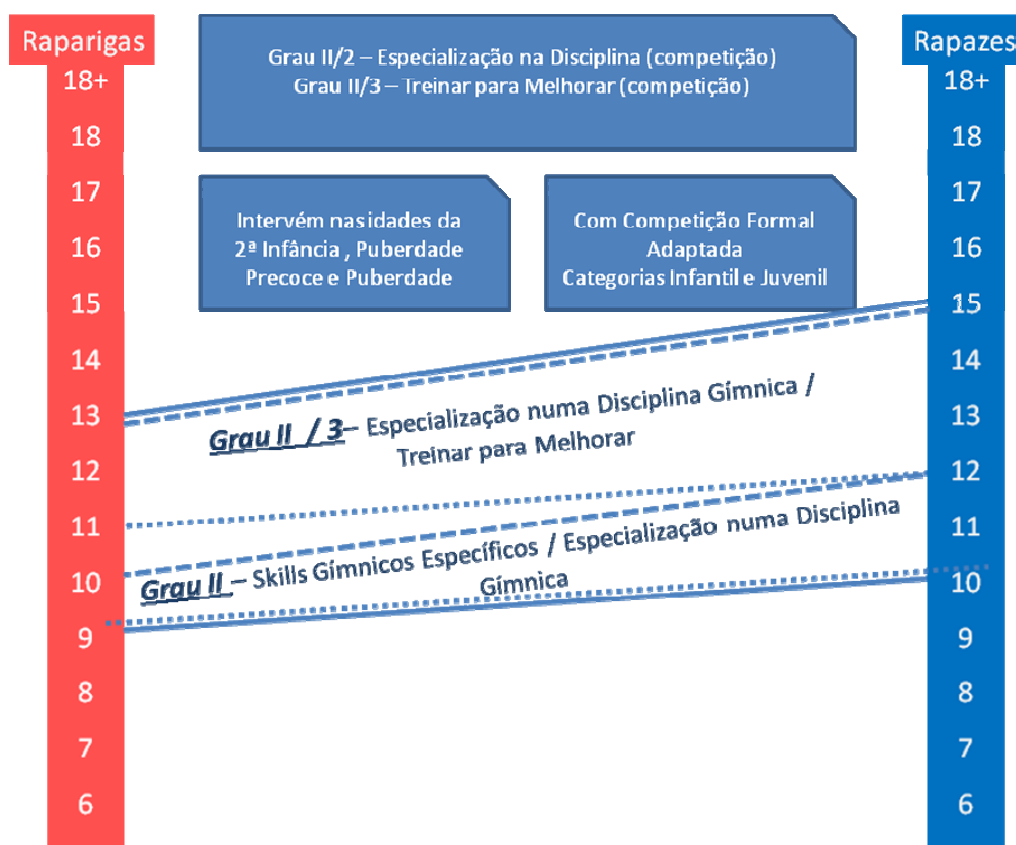 Raparigas
18+
18
17
16
15
14
13
12
11
10
9
8
7
6
Grau II/2 – Especialização na Disciplina (competição)
Grau II/3 – Treinar para Melhorar (competição)
Intervém nasidades da
2ª Infância , Puberdade
Precoce e Puberdade
Com Competição Formal
Adaptada
Categorias Infantil e Juvenil
Grau II / 3 – Especialização numa Disciplina Gímnica /
Treinar para Melhorar
Grau II – Skills Gímnicos Específicos / Especialização numa Disciplina
Gímnica
Rapazes
18+
18
17
16
15
14
13
12
11
10
9
8
7
6